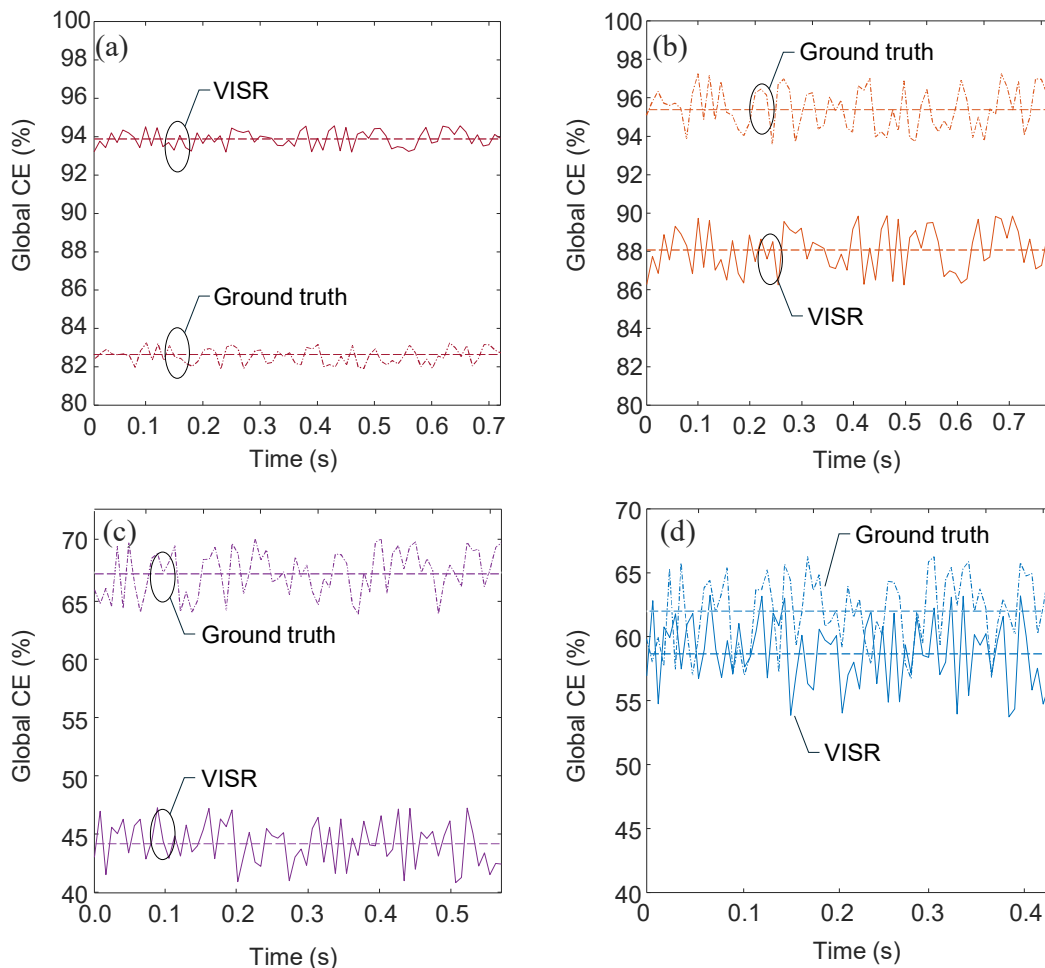 (a)
Global CE (%)
100
98
96
94
92
90
88
86
84
82
80
VISR
Ground truth
0 0.1 0.2 0.3 0.4 0.5 0.6 0.7
Time (s)
(b)
Global CE (%)
100
98
96
94
92
90
88
86
84
82
80
Ground truth
VISR
0 0.1 0.2 0.3 0.4 0.5 0.6 0.7
Time (s)
(c)
Global CE (%)
70
65
60
55
50
45
40
Ground truth
VISR
0.0 0.1 0.2 0.3 0.4 0.5
Time (s)
(d)
Global CE (%)
70
65
60
55
50
40
Ground truth
VISR
0 0.1 0.2 0.3 0.4
Time (s)